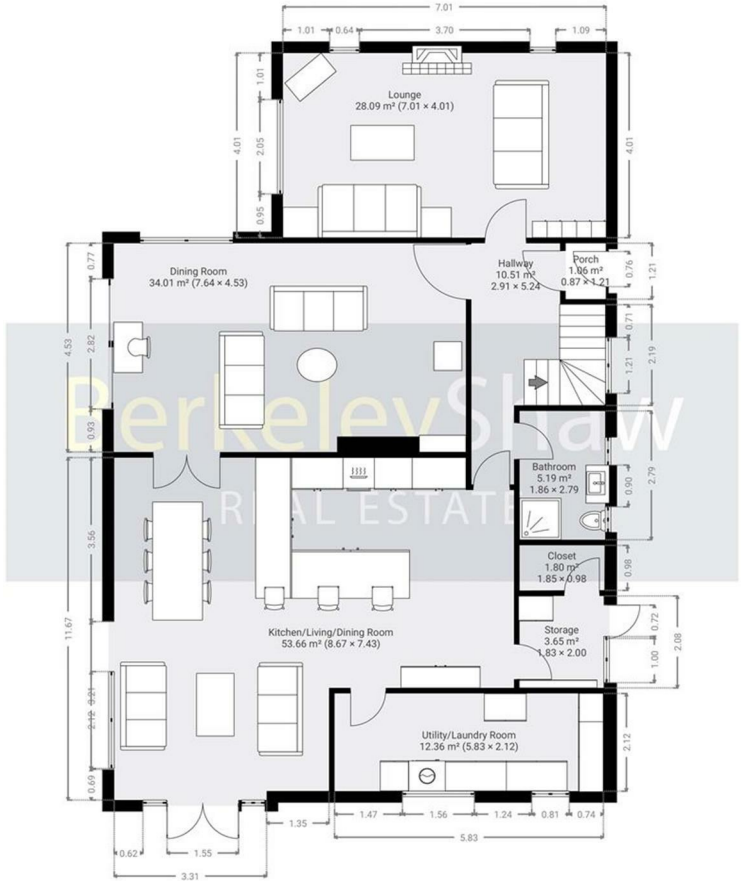 7.01
1.01
0.64
3.70
1.09
Lounge
28.09 m² (7.01 × 4.01)
4.01
1.01
2.05
0.95
4.01
Dining Room
34.01 m² (7.64 × 4.53)
Hallway
10.51 m²
2.91 × 5.24
Porch
1.06 m²
0.87 × 1.21
0.76
1.21
0.77
2.82
0.93
4.53
0.71
1.21
2.19
BerkeleyShaw
REAL ESTATE
Bathroom
5.19 m²
1.86 × 2.79
0.90
2.79
Closet
1.80 m²
1.85 × 0.98
0.98
Storage
3.65 m²
1.83 × 2.00
0.72
1.00
2.08
Kitchen/Living/Dining Room
53.66 m² (8.67 × 7.43)
3.56
11.67
3.21
2.12
0.69
Utility/Laundry Room
12.36 m² (5.83 × 2.12)
2.12
1.47
1.56
1.24
0.81
0.74
5.83
1.35
0.62
1.55
3.31